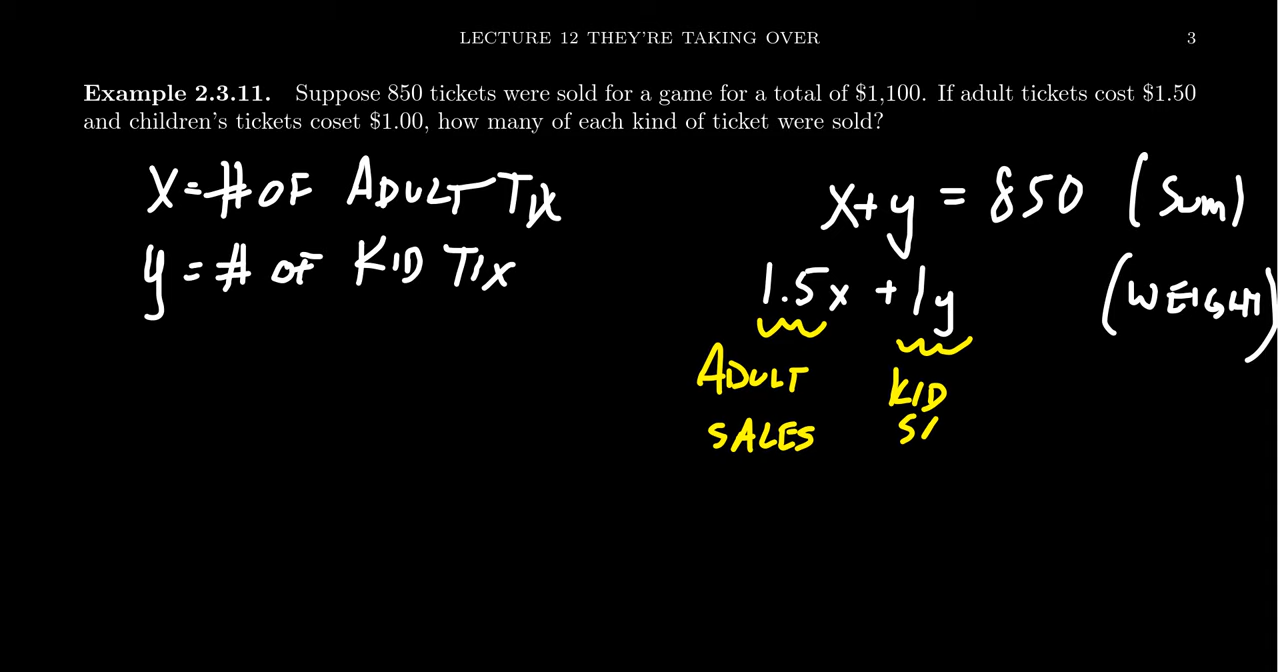 LECTURE 12 THEY'RE TAKING OVER 3
Example 2.3.11. Suppose 850 tickets were sold for a game for a total of $1,100. If adult tickets cost $1.50
and children's tickets coset $1.00, how many of each kind of ticket were sold?
X = # OF ADULT TIX
y = # OF KID TIX
x + y = 850 (SUM)
1.5x + 1y (WEIGHT)
ADULT
SALES
KID
SA